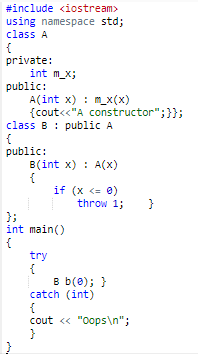 #include <iostream>
using namespace std;
class A
{
private:
int m_x;
public:
A(int x) : m_x(x)
{cout<<"A constructor";}};
class B : public A
{
public:
B(int x) : A(x)
{
if (x <= 0)
throw 1; }
};
int main()
{
try
{
B b(0); }
catch (int)
{
cout << "Oops\n";
}
}